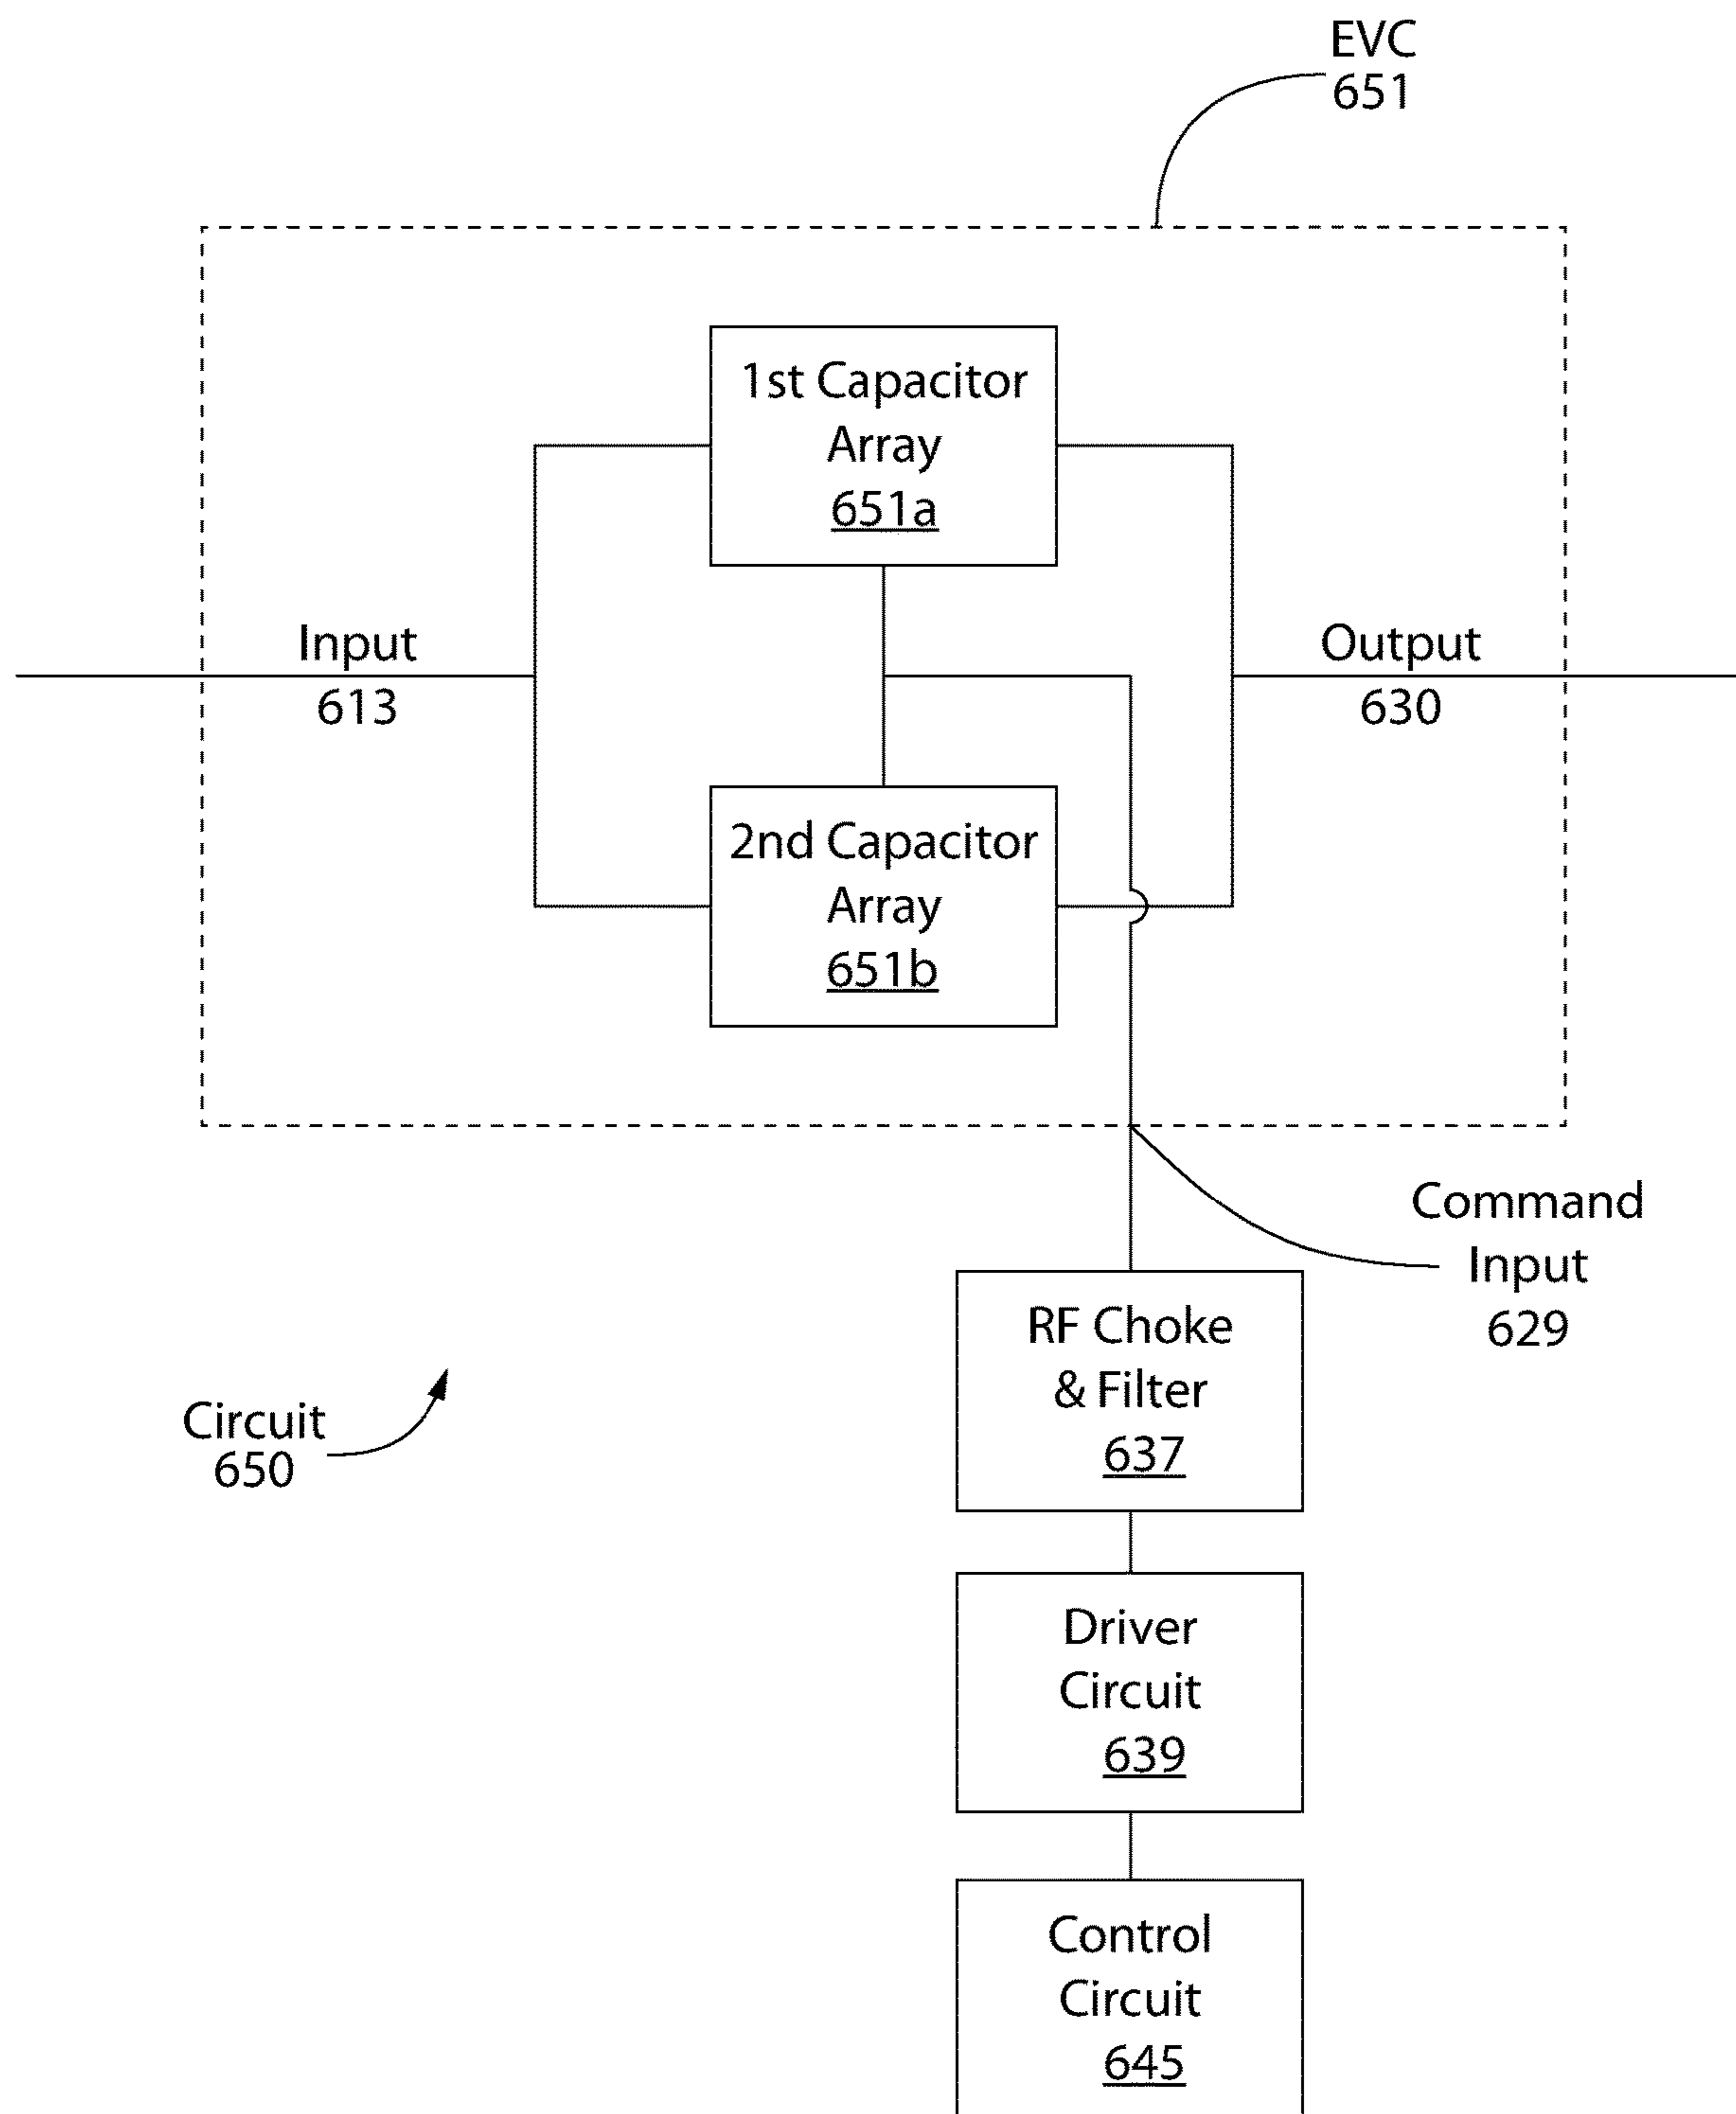 EVC
651
1st Capacitor
Array
651a
Input
613
Output
630
2nd Capacitor
Array
651b
Command
Input
629
RF Choke
& Filter
637
Circuit
650
Driver
Circuit
639
Control
Circuit
645